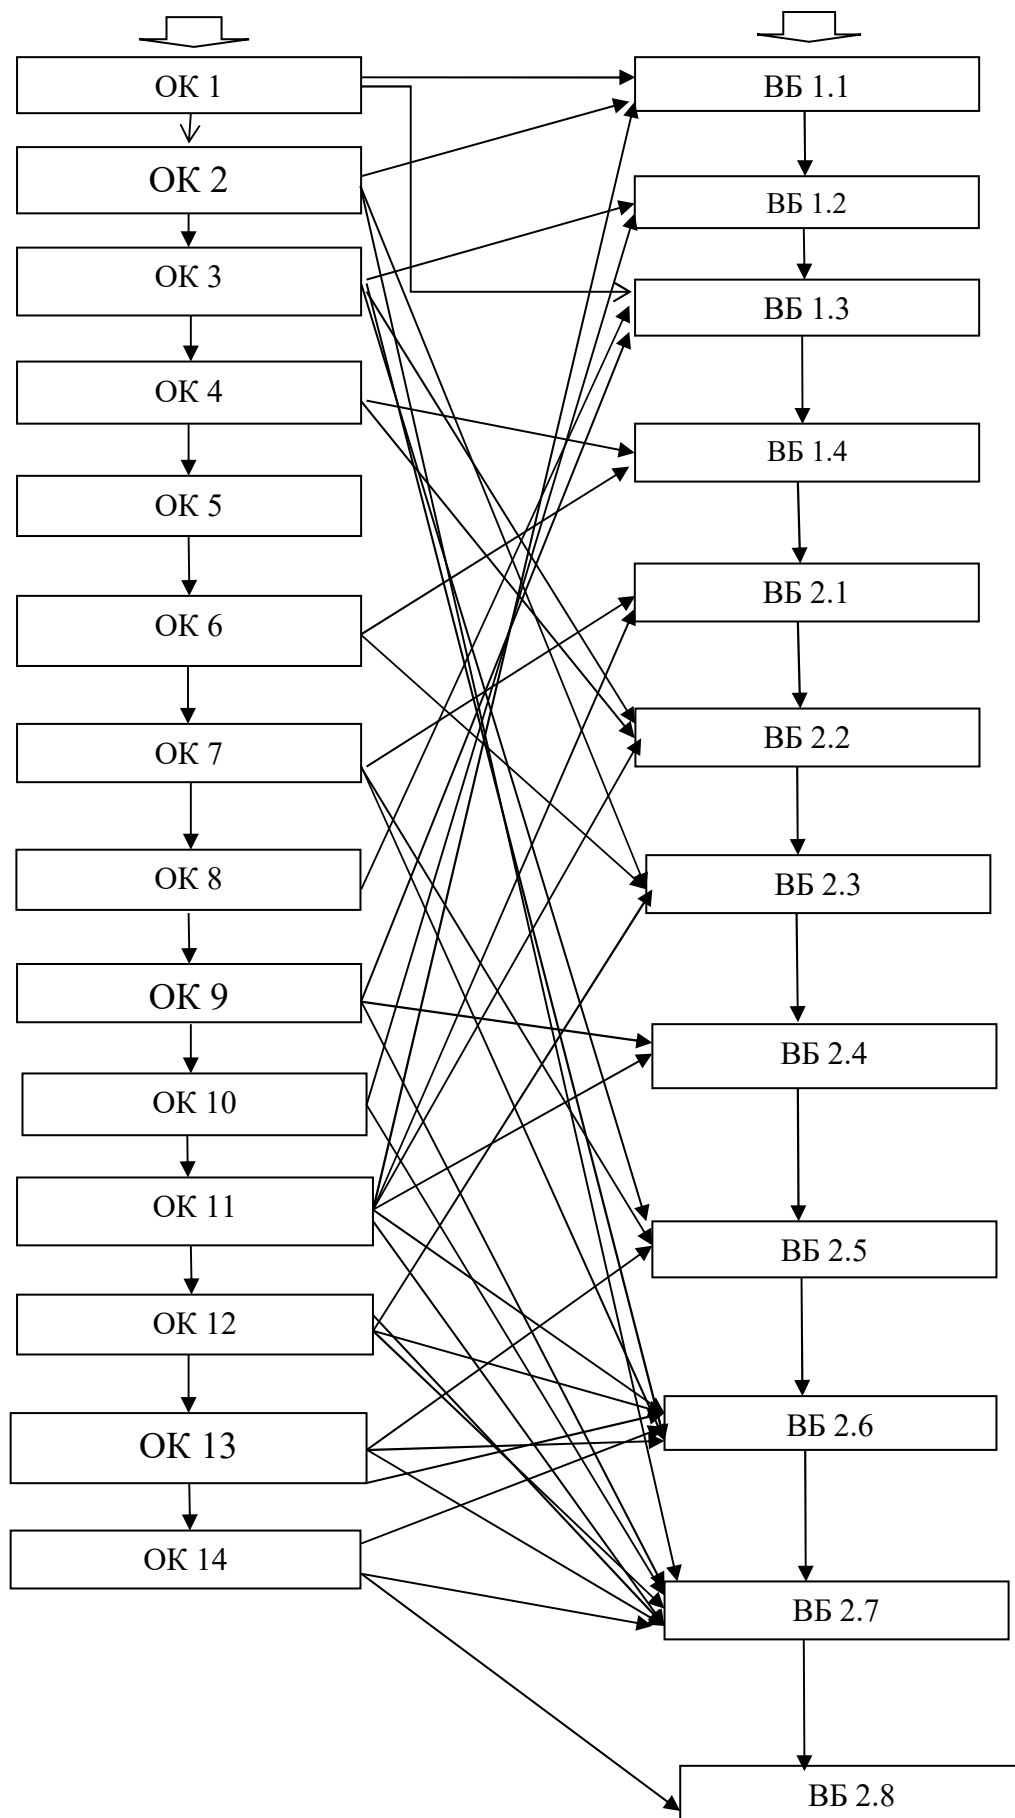 ОК 1
ОК 2
ОК 3
ОК 4
ОК 5
ОК 6
ОК 7
ОК 8
ОК 9
ОК 10
ОК 11
ОК 12
ОК 13
ОК 14
ВБ 1.1
ВБ 1.2
ВБ 1.3
ВБ 1.4
ВБ 2.1
ВБ 2.2
ВБ 2.3
ВБ 2.4
ВБ 2.5
ВБ 2.6
ВБ 2.7
ВБ 2.8